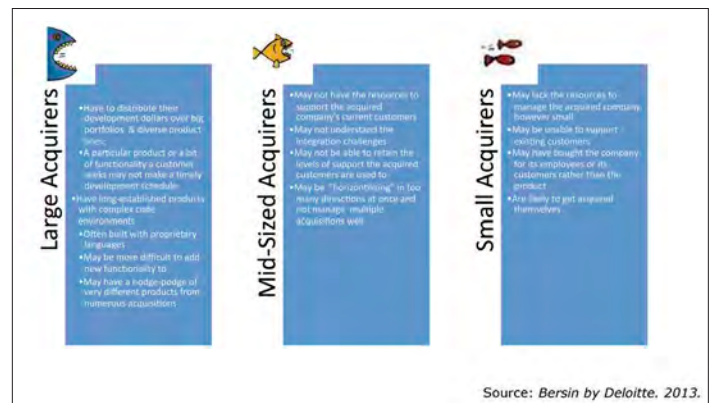 Large Acquirers
•Have to distribute their
development dollars over big
portfolios & diverse product
lines;
•A particular product or a bit
of functionality a customer
seeks may not make a timely
development schedule
•Have long-established products
with complex code
environments
•Often built with proprietary
languages
•May be more difficult to add
new functionality to
•May have a hodge-podge of
very different products from
numerous acquisitions
Mid-Sized Acquirers
•May not have the resources to
support the acquired
company's current customers
•May not understand the
integration challenges
•May not be able to retain the
levels of support the acquired
customers are used to
•May be "horizontalizing" in too
many directions at once and
not manage multiple
acquisitions well
Small Acquirers
•May lack the resources to
manage the acquired company,
however small
•May be unable to support
existing customers
•May have bought the company
for its employees or its
customers rather than the
product
•Are likely to get acquired
themselves
Source: Bersin by Deloitte. 2013.